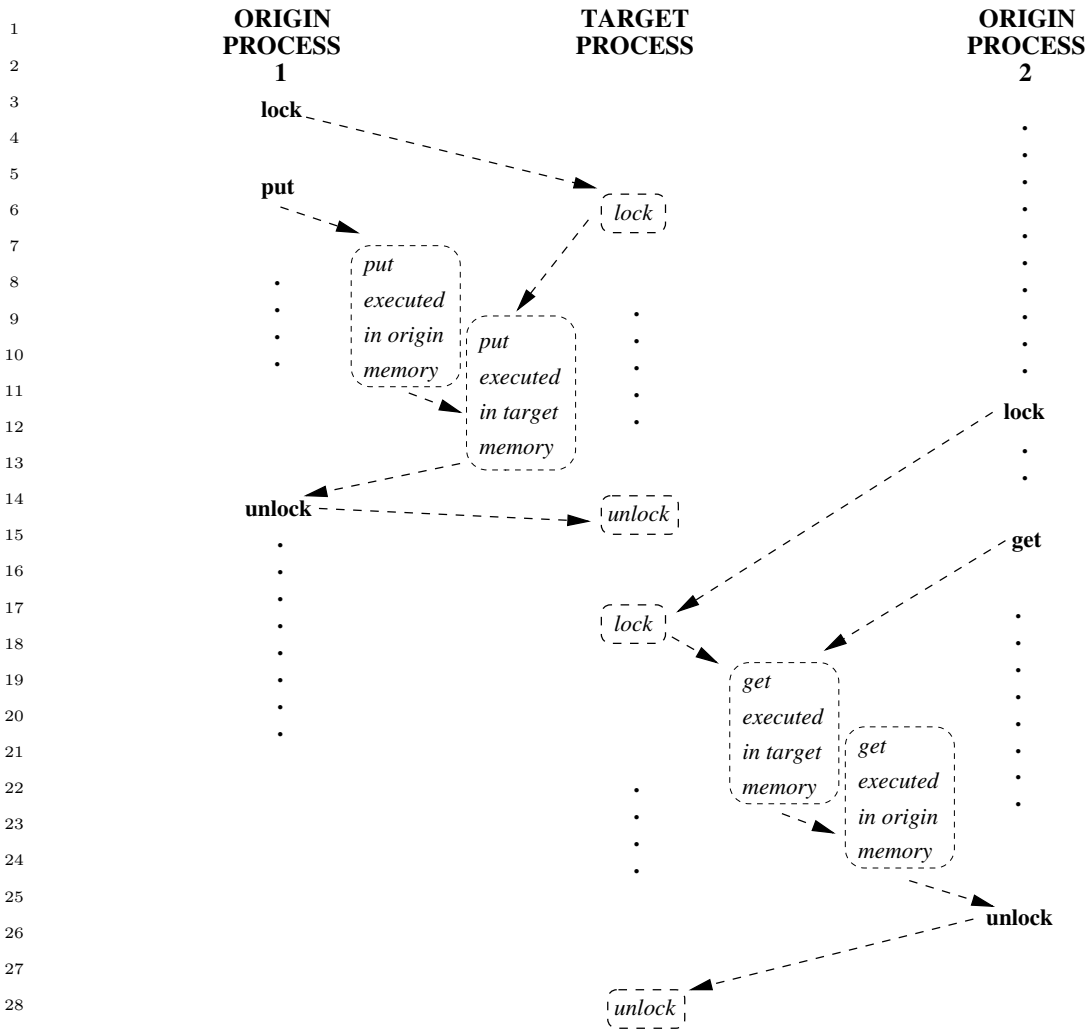 1
ORIGIN TARGET ORIGIN
PROCESS PROCESS PROCESS
2
1 2
3
lock
4
5
put
6
lock
7
put
8
executed
9
in origin
put
10
memory
executed
11
in target
lock
12
memory
13
14
unlock
unlock
15
get
16
17
lock
18
19
get
20
executed
21
in target
get
22
memory
executed
23
in origin
24
memory
25
unlock
26
27
28
unlock